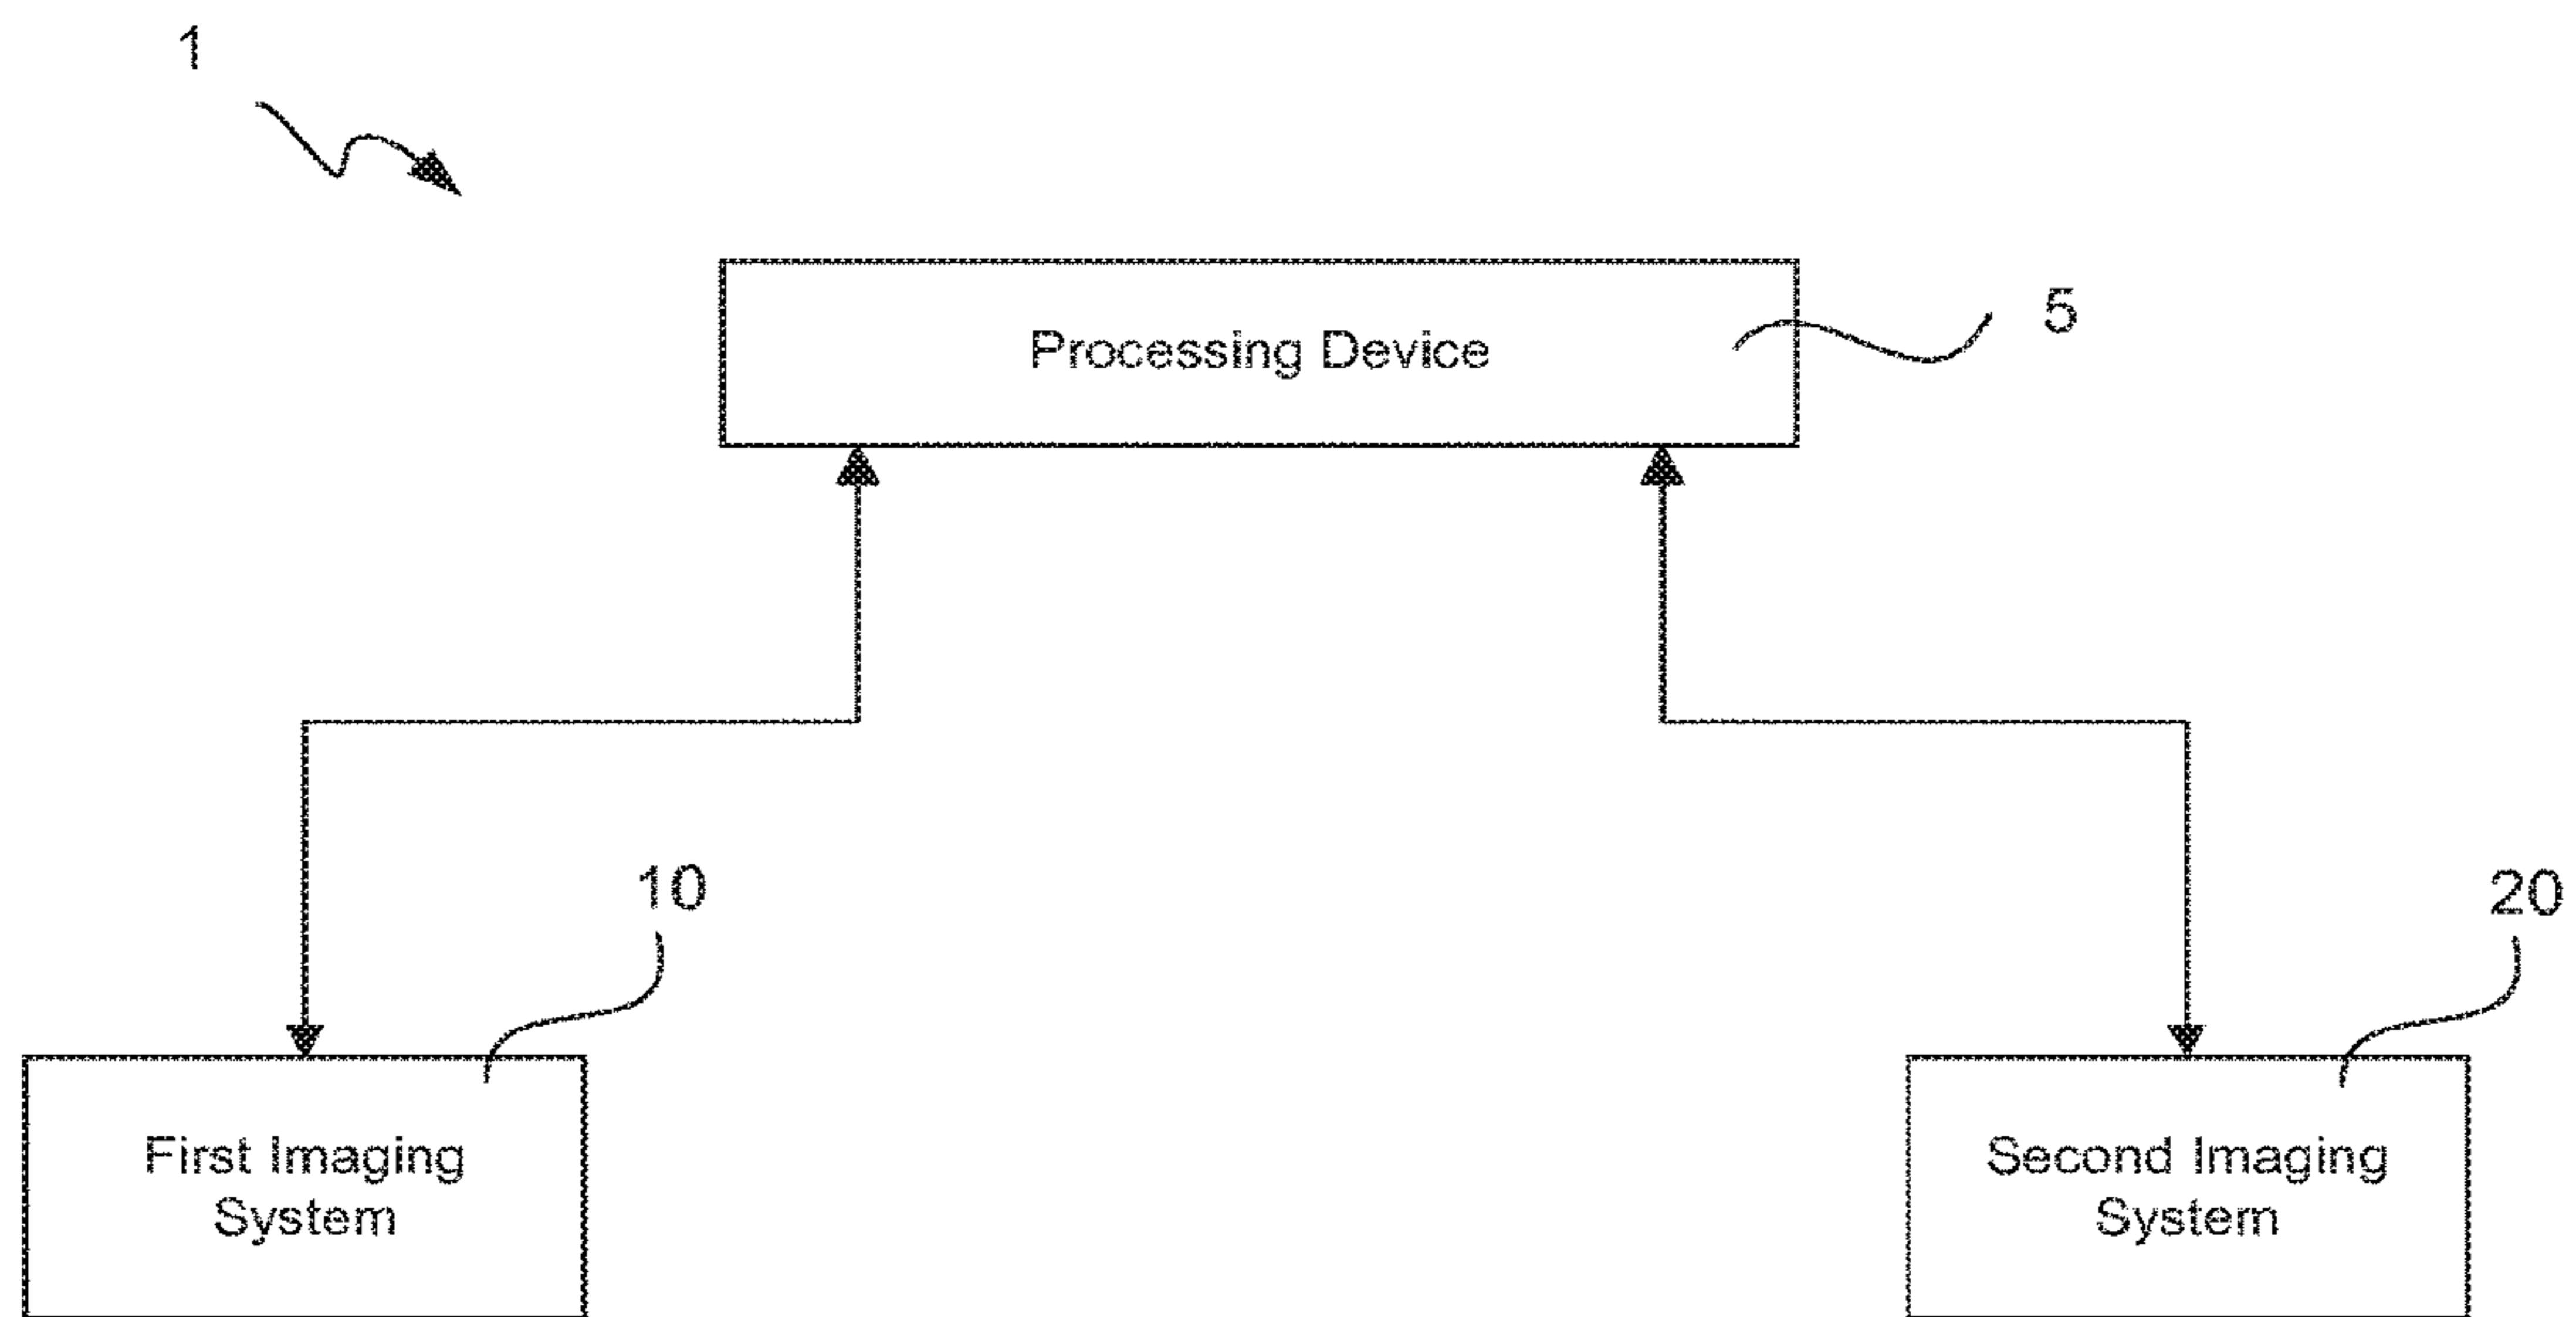 1
Processing Device
5
10
20
First Imaging
System
Second Imaging
System